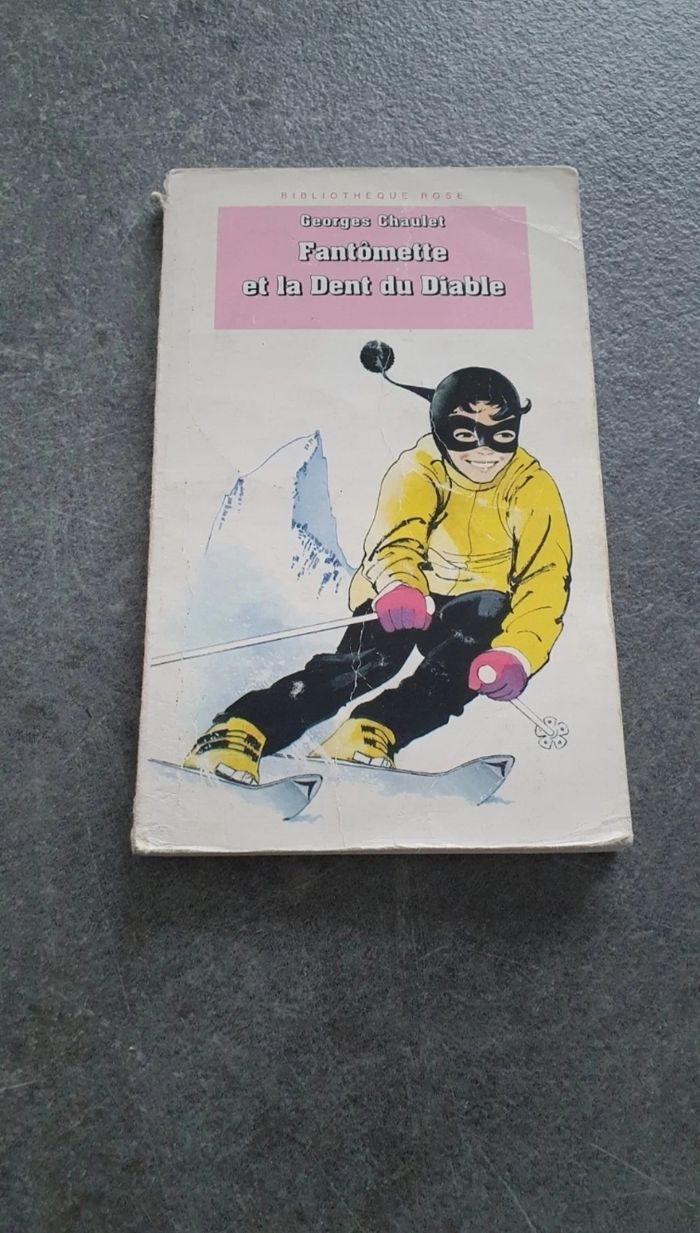 BIBLIOTHEQUE ROSE
Georges Chaulet
Fantômette
et la Dent du Diable